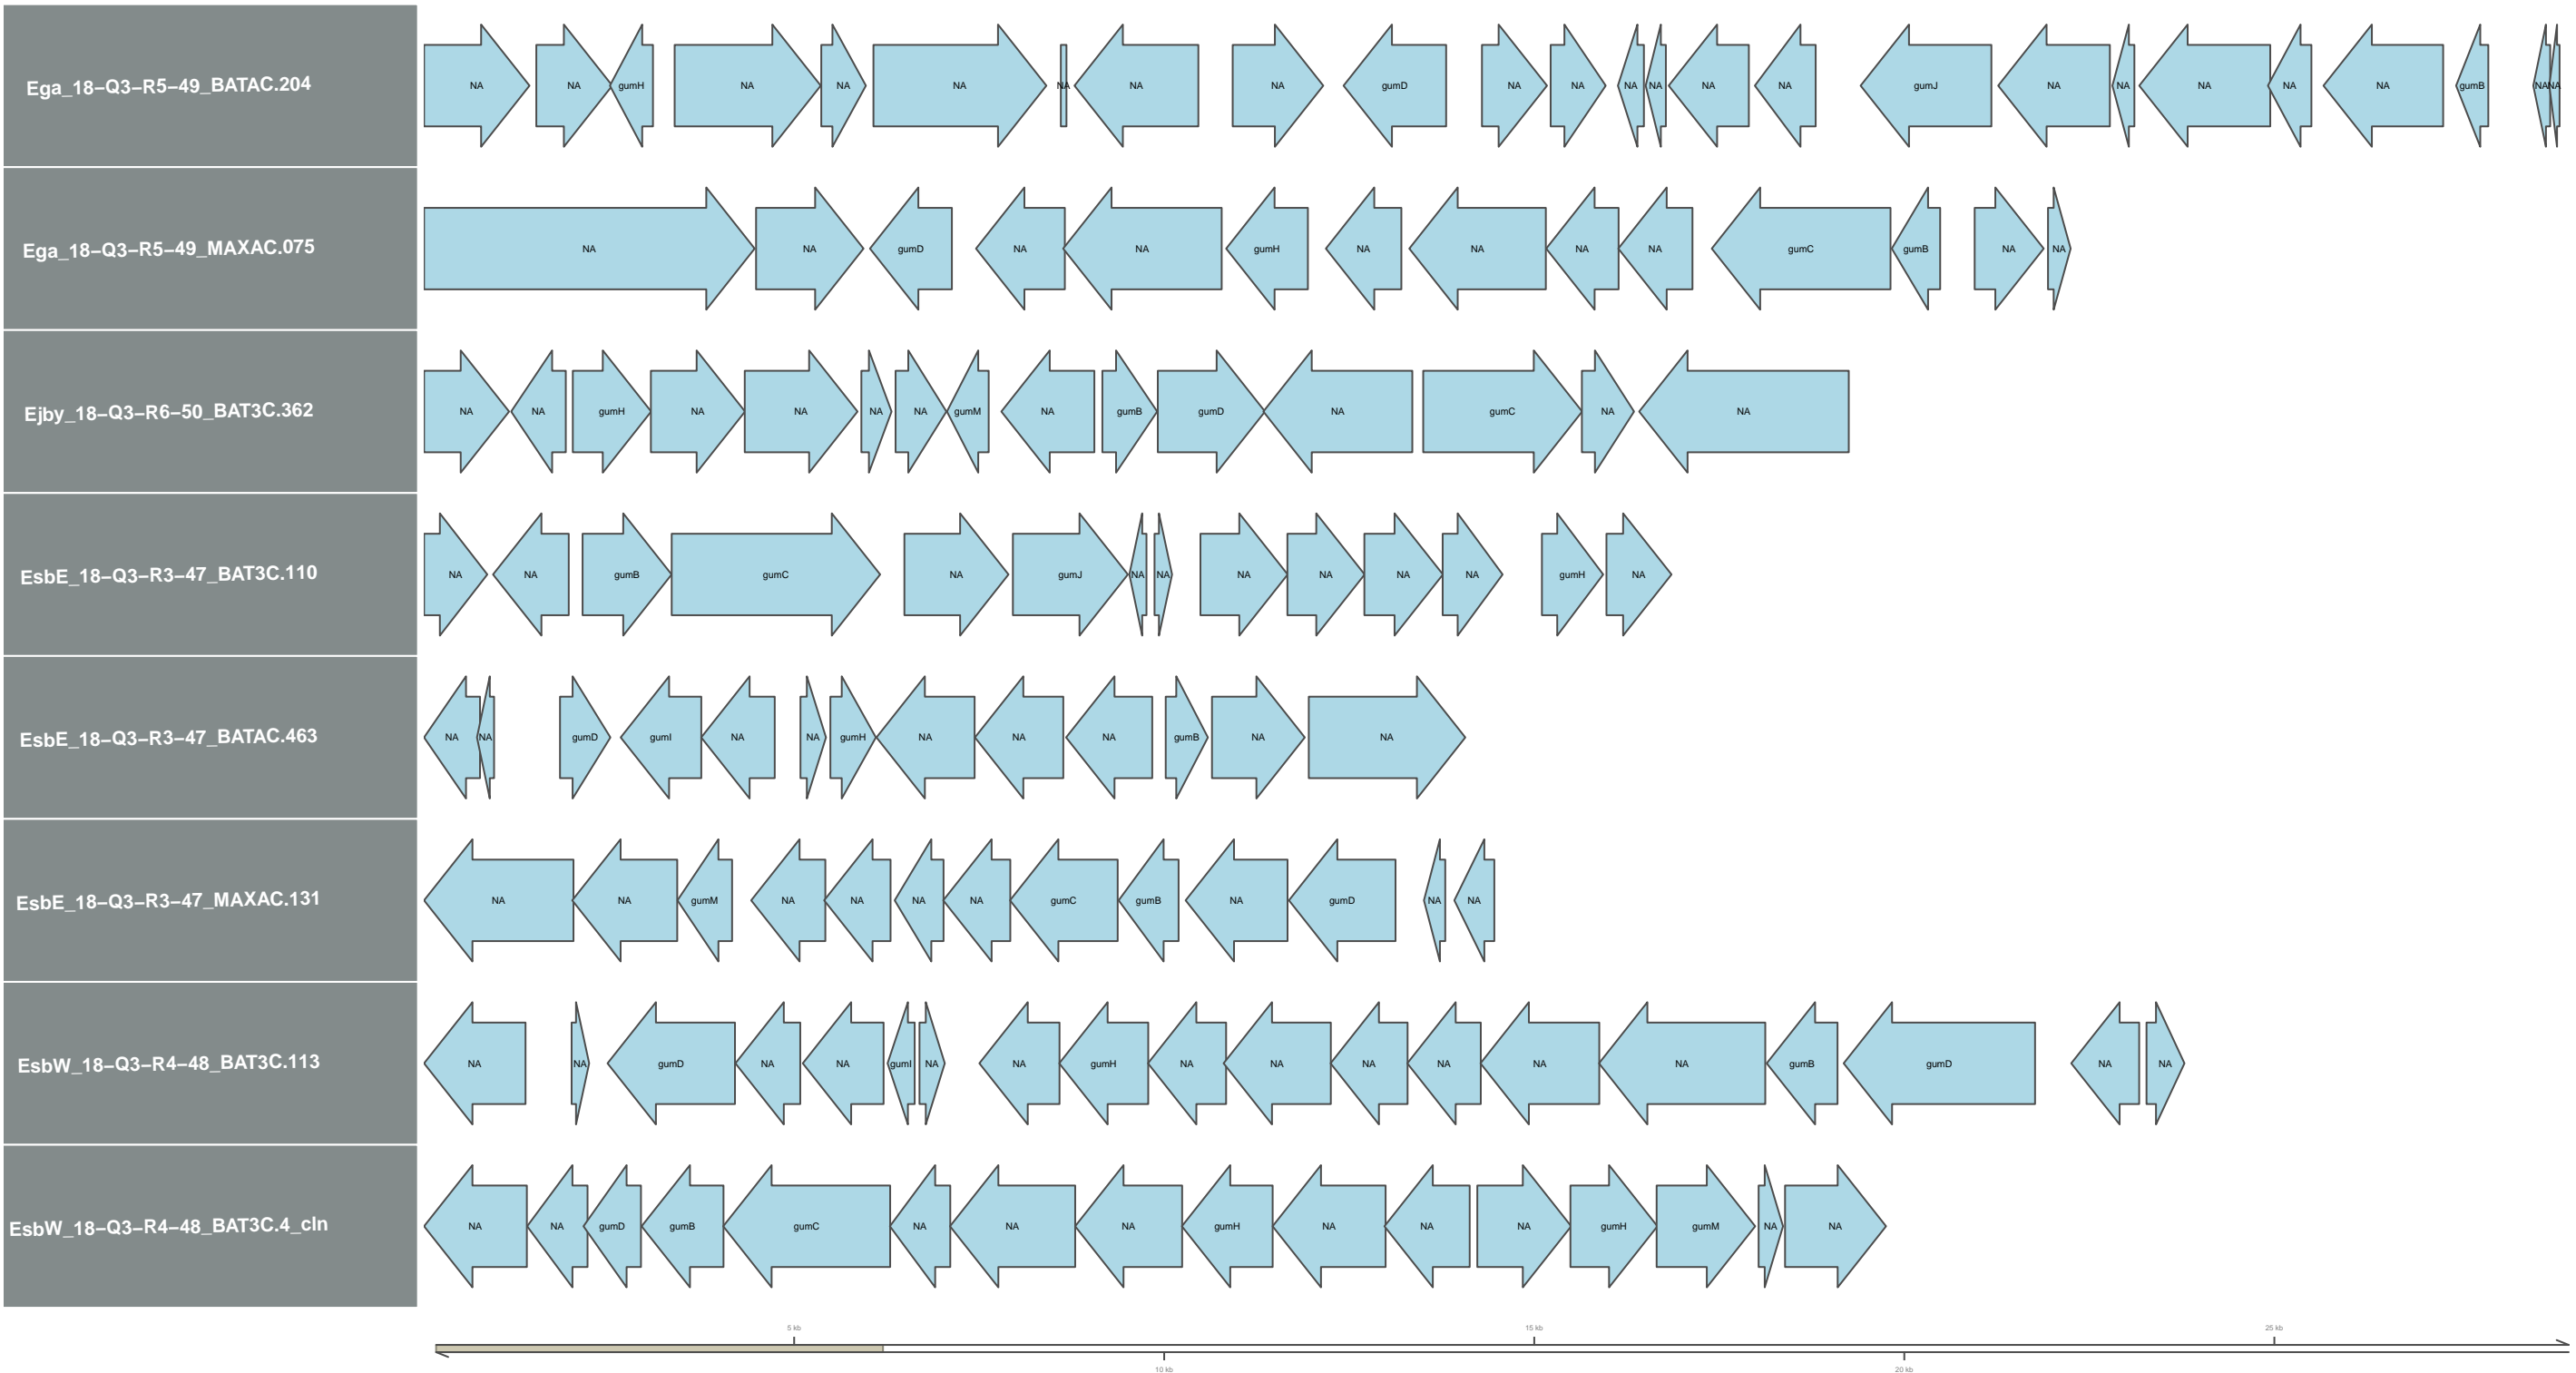 Ega_18−Q3−R5−49_BATAC.204 NA NA gumH NA NA NA NA NA NA gumD NA NA NA NA NA NA gumJ NA NA NA NA NA gumB NA NA
Ega_18−Q3−R5−49_MAXAC.075 NA NA gumD NA NA gumH NA NA NA NA gumC gumB NA NA
Ejby_18−Q3−R6−50_BAT3C.362 NA NA gumH NA NA NA NA gumM NA gumB gumD NA gumC NA NA
EsbE_18−Q3−R3−47_BAT3C.110 NA NA gumB gumC NA gumJ NA NA NA NA NA NA gumH NA
EsbE_18−Q3−R3−47_BATAC.463 NA NA gumD gumI NA NA gumH NA NA NA gumB NA NA
EsbE_18−Q3−R3−47_MAXAC.131 NA NA gumM NA NA NA NA gumC gumB NA gumD NA NA
EsbW_18−Q3−R4−48_BAT3C.113 NA NA gumD NA NA gumI NA NA gumH NA NA NA NA NA NA gumB gumD NA NA
EsbW_18−Q3−R4−48_BAT3C.4_cln NA NA gumD gumB gumC NA NA NA gumH NA NA NA gumH gumM NA NA
5 kb 15 kb 25 kb
10 kb 20 kb